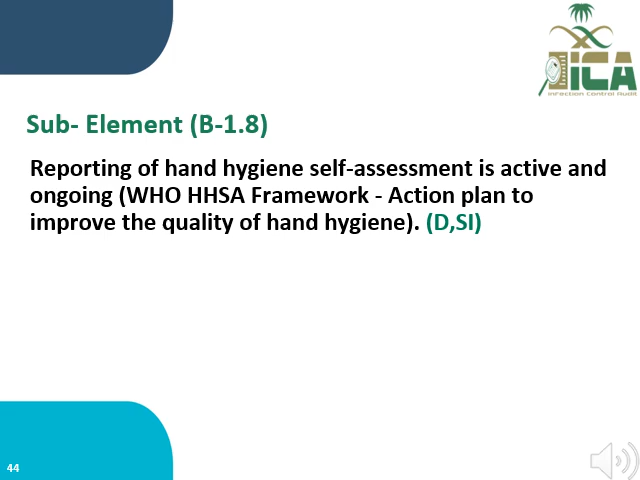 iCA
Infection Control Audit
Sub- Element (B-1.8)
Reporting of hand hygiene self-assessment is active and
ongoing (WHO HHSA Framework - Action plan to
improve the quality of hand hygiene). (D,SI)
44